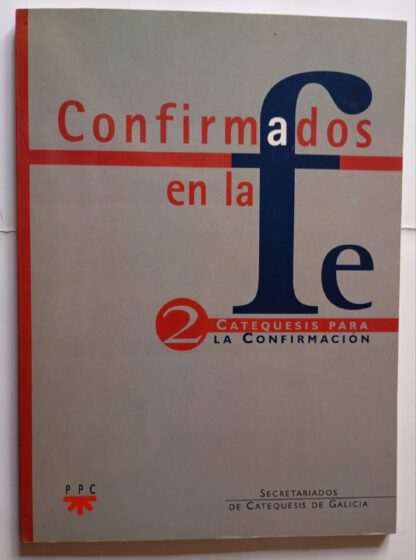 Confirmados
en la fe
2 CATEQUESIS PARA
LA CONFIRMACIÓN
PPC
SECRETARIADOS
DE CATEQUESIS DE GALICIA